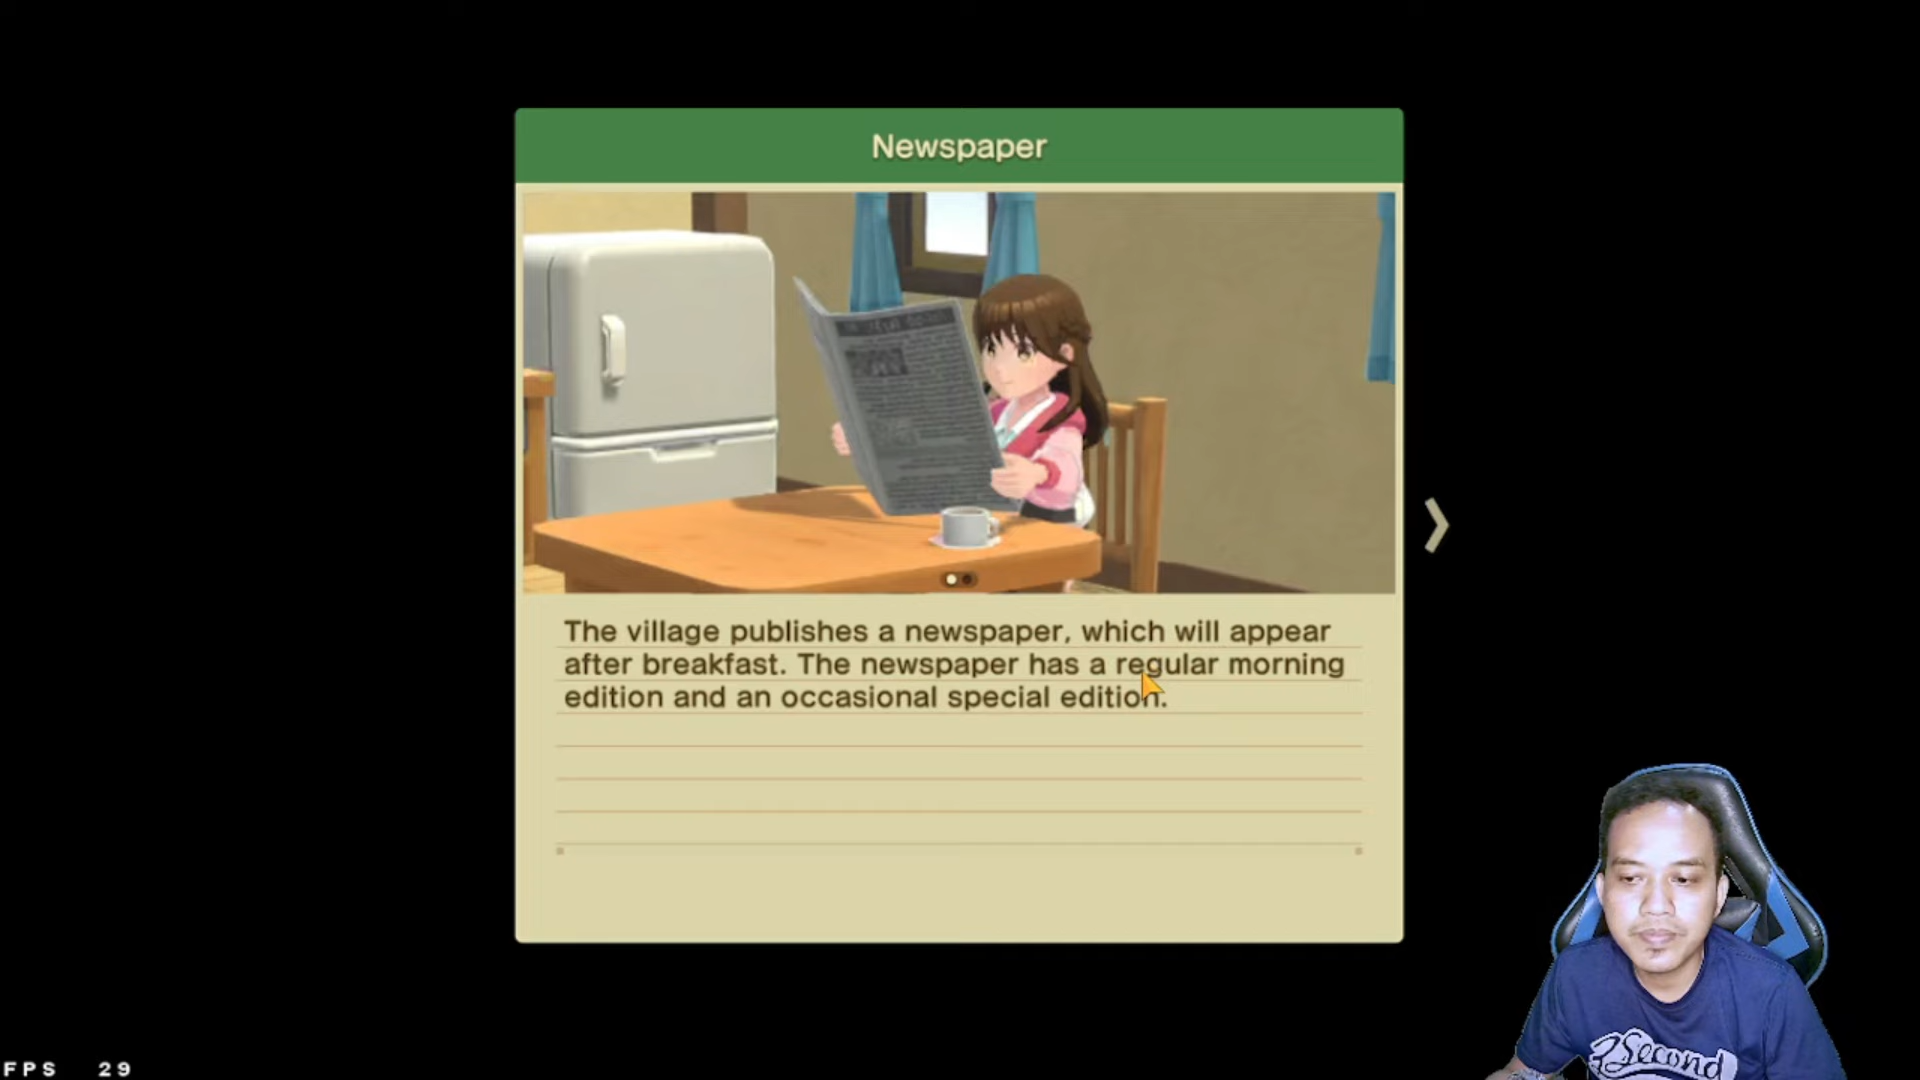 Newspaper
The village publishes a newspaper, which will appear
after breakfast. The newspaper has a regular morning
edition and an occasional special edition.
FPS 29
Second